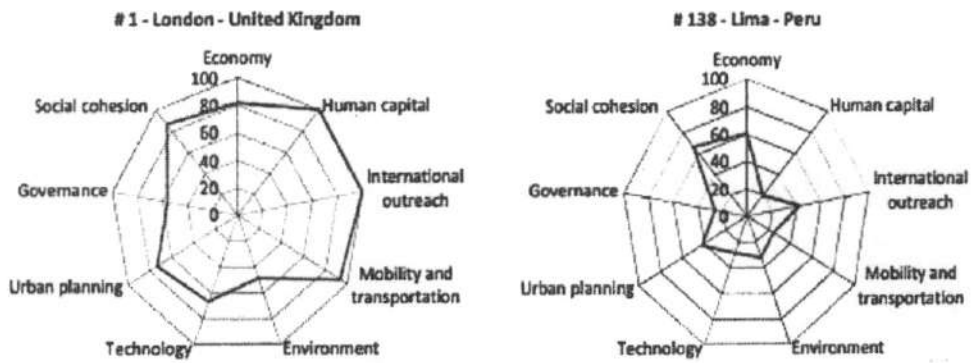 # 1 - London - United Kingdom
Economy
100
80
60
40
20
0
Human capital
International
outreach
Mobility and
transportation
Environment
Technology
Urban planning
Governance
Social cohesion
# 138 - Lima - Peru
Economy
100
80
60
40
20
0
Human capital
International
outreach
Mobility and
transportation
Environment
Technology
Urban planning
Governance
Social cohesion